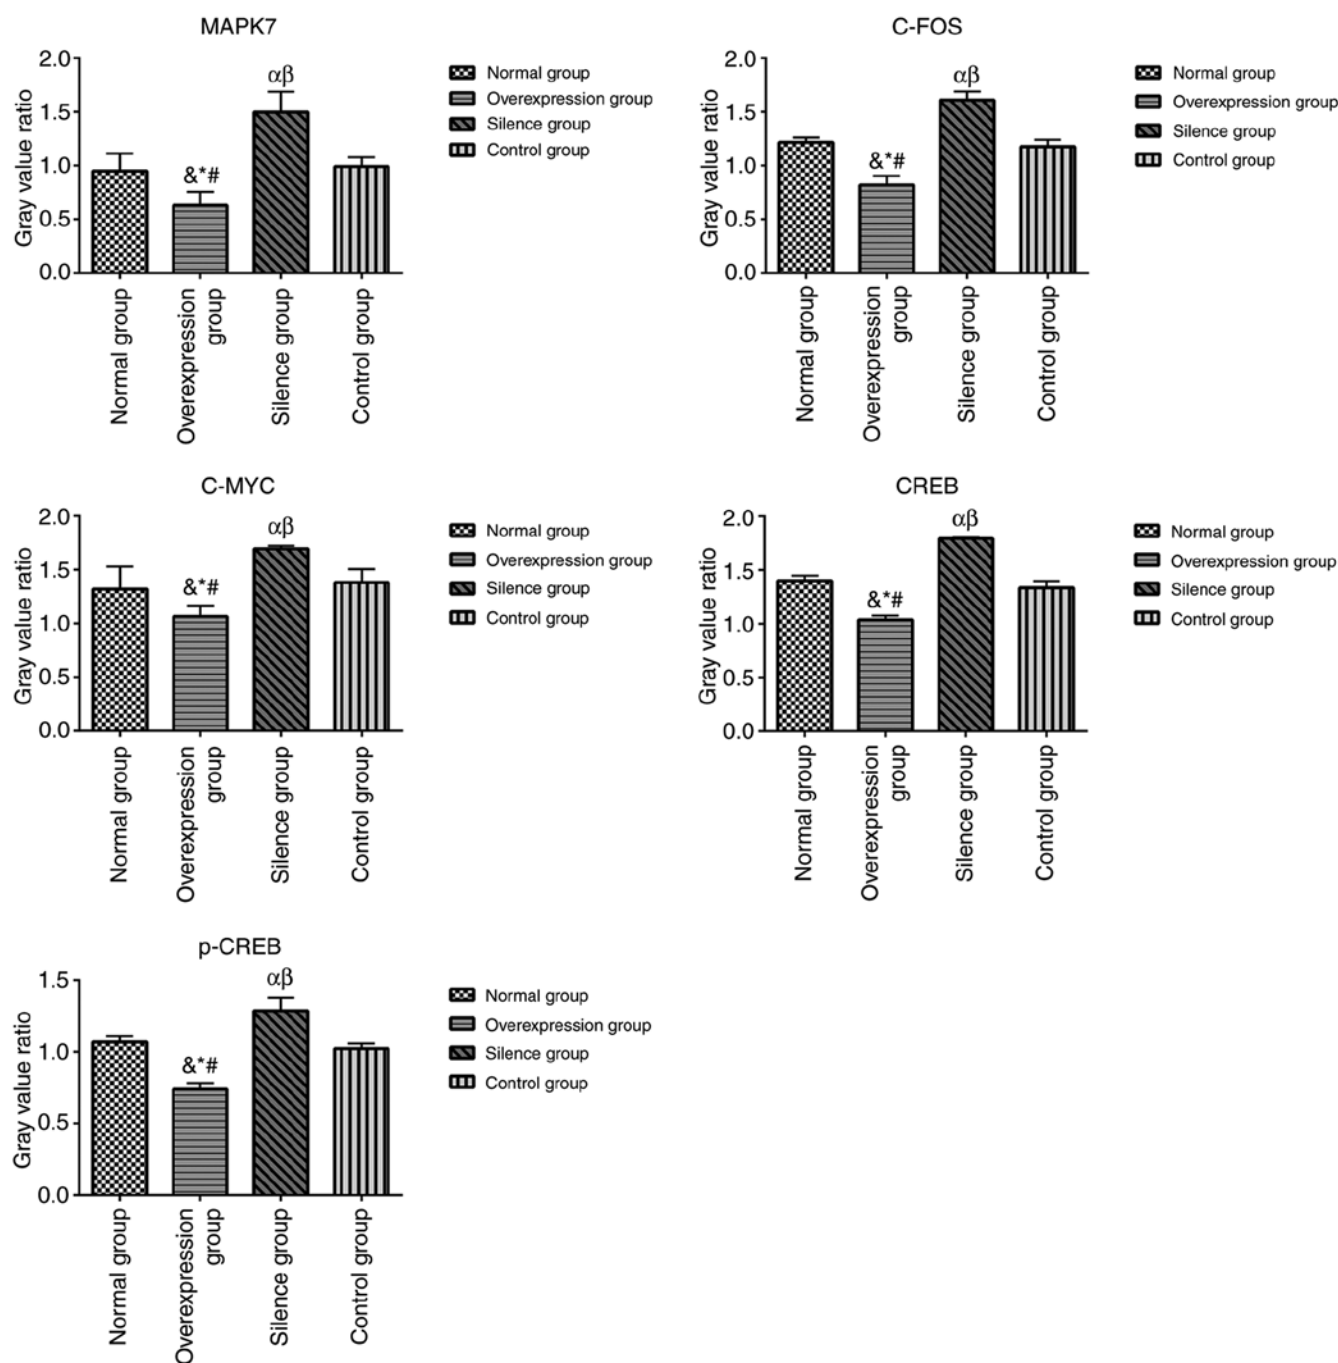 MAPK7
Gray value ratio
2.0
1.5
1.0
0.5
0.0
&*#
αβ
Normal group
Overexpression
group
Silence group
Control group
Normal group
Overexpression group
Silence group
Control group
C-FOS
Gray value ratio
2.0
1.5
1.0
0.5
0.0
&*#
αβ
Normal group
Overexpression
group
Silence group
Control group
Normal group
Overexpression group
Silence group
Control group
C-MYC
Gray value ratio
2.0
1.5
1.0
0.5
0.0
&*#
αβ
Normal group
Overexpression
group
Silence group
Control group
Normal group
Overexpression group
Silence group
Control group
CREB
Gray value ratio
2.0
1.5
1.0
0.5
0.0
&*#
αβ
Normal group
Overexpression
group
Silence group
Control group
Normal group
Overexpression group
Silence group
Control group
p-CREB
Gray value ratio
1.5
1.0
0.5
0.0
&*#
αβ
Normal group
Overexpression
group
Silence group
Control group
Normal group
Overexpression group
Silence group
Control group